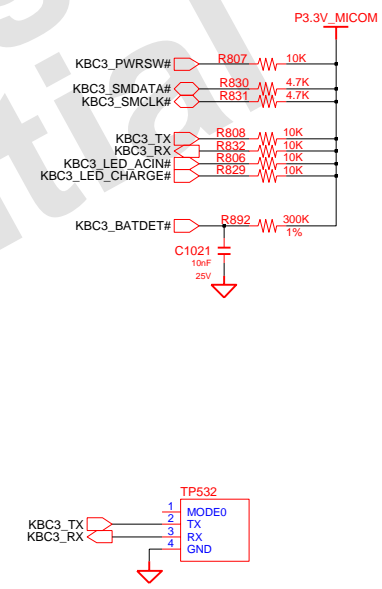 P3.3V_MICOM
KBC3_PWRSW# R807 10K
KBC3_SMDATA# R830 4.7K
KBC3_SMCLK# R831 4.7K
KBC3_TX R808 10K
KBC3_RX R832 10K
KBC3_LED_ACIN# R806 10K
KBC3_LED_CHARGE# R829 10K
KBC3_BATDET# R892 300K
1%
C1021
10nF
25V
TP532
1 MODE0
KBC3_TX 2 TX
KBC3_RX 3 RX
4 GND